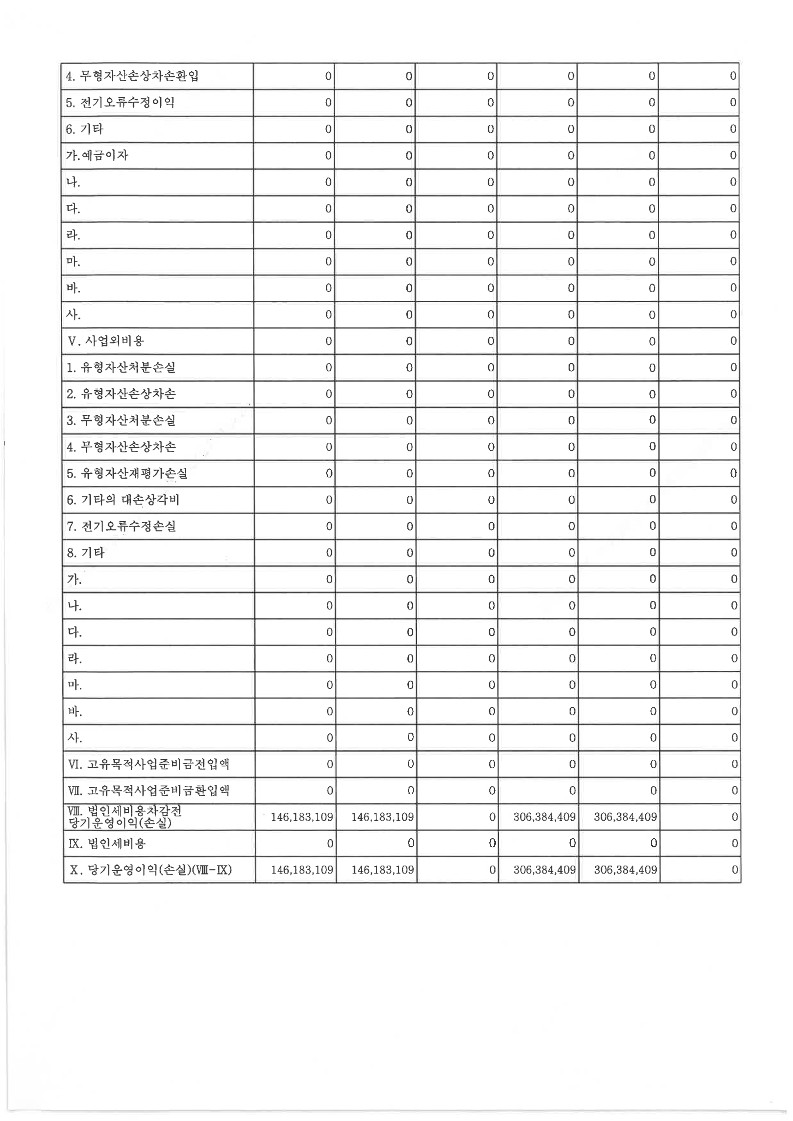 4. 무형자산손상차손환입 0 0 0 0 0 0
5. 전기오류수정이익 0 0 0 0 0 0
6. 기타 0 0 0 0 0 0
가.예금이자 0 0 0 0 0 0
나. 0 0 0 0 0 0
다. 0 0 0 0 0 0
라. 0 0 0 0 0 0
마. 0 0 0 0 0 0
바. 0 0 0 0 0 0
사. 0 0 0 0 0 0
Ⅴ. 사업외비용 0 0 0 0 0 0
1. 유형자산처분손실 0 0 0 0 0 0
2. 유형자산손상차손 0 0 0 0 0 0
3. 무형자산처분손실 0 0 0 0 0 0
4. 무형자산손상차손 0 0 0 0 0 0
5. 유형자산재평가손실 0 0 0 0 0 0
6. 기타의 대손상각비 0 0 0 0 0 0
7. 전기오류수정손실 0 0 0 0 0 0
8. 기타 0 0 0 0 0 0
가. 0 0 0 0 0 0
나. 0 0 0 0 0 0
다. 0 0 0 0 0 0
라. 0 0 0 0 0 0
마. 0 0 0 0 0 0
바. 0 0 0 0 0 0
사. 0 0 0 0 0 0
Ⅵ. 고유목적사업준비금전입액 0 0 0 0 0 0
Ⅶ. 고유목적사업준비금환입액 0 0 0 0 0 0
Ⅷ. 법인세비용차감전
당기운영이익(손실) 146,183,109 146,183,109 0 306,384,409 306,384,409 0
Ⅸ. 법인세비용 0 0 0 0 0 0
Ⅹ. 당기운영이익(손실)(Ⅷ-Ⅸ) 146,183,109 146,183,109 0 306,384,409 306,384,409 0